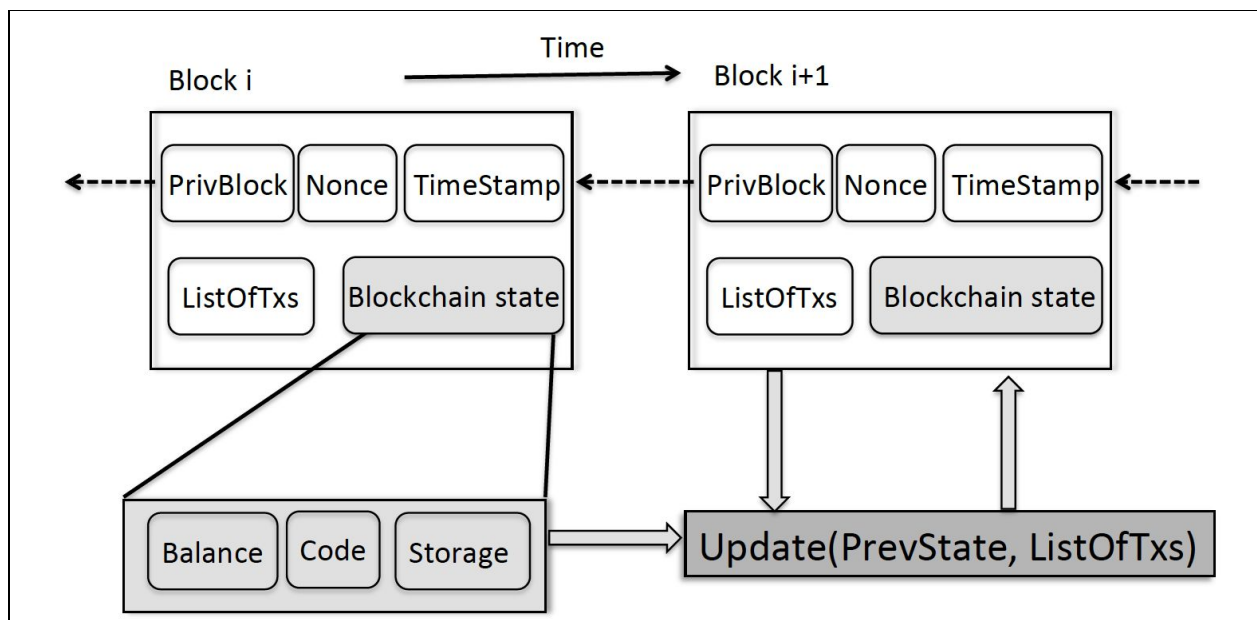 Time
Block i
Block i+1
PrivBlock Nonce TimeStamp
PrivBlock Nonce TimeStamp
ListOfTxs Blockchain state
ListOfTxs Blockchain state
Balance Code Storage
Update(PrevState, ListOfTxs)